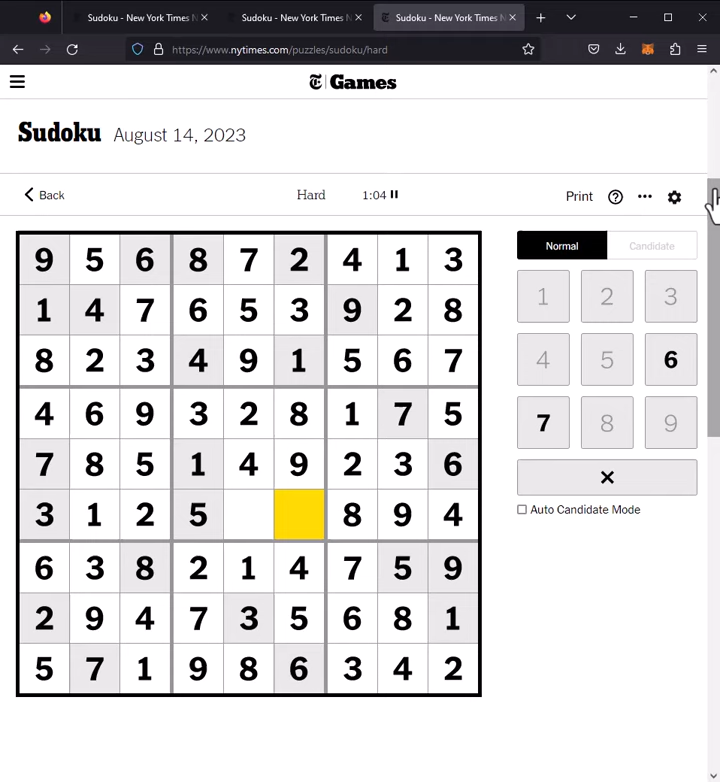 Sudoku - New York Times N
Sudoku - New York Times N
Sudoku - New York Times N
https://www.nytimes.com/puzzles/sudoku/hard
Games
Sudoku August 14, 2023
Back Hard 1:04 Print
9 5 6 8 7 2 4 1 3
1 4 7 6 5 3 9 2 8
8 2 3 4 9 1 5 6 7
4 6 9 3 2 8 1 7 5
7 8 5 1 4 9 2 3 6
3 1 2 5 8 9 4
6 3 8 2 1 4 7 5 9
2 9 4 7 3 5 6 8 1
5 7 1 9 8 6 3 4 2
Normal Candidate
1 2 3
4 5 6
7 8 9
Auto Candidate Mode